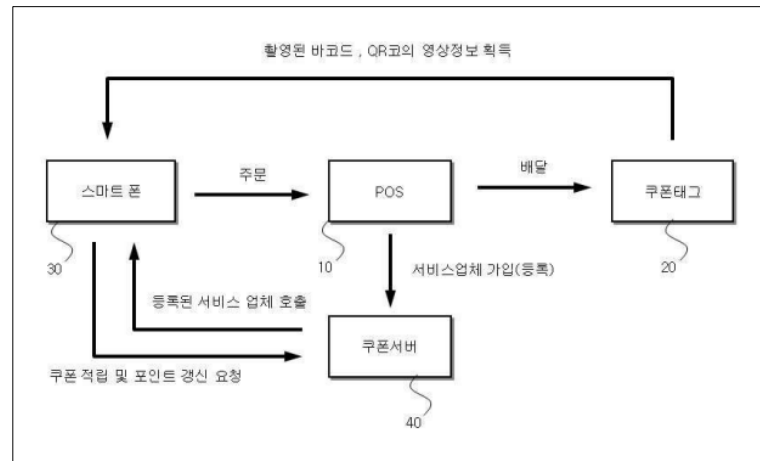 촬영된 바코드 , QR코의 영상정보 획득
스마트 폰
주문
POS
배달
쿠폰태그
30
10
20
서비스업체 가입(등록)
등록된 서비스 업체 호출
쿠폰서버
쿠폰 적립 및 포인트 갱신 요청
40